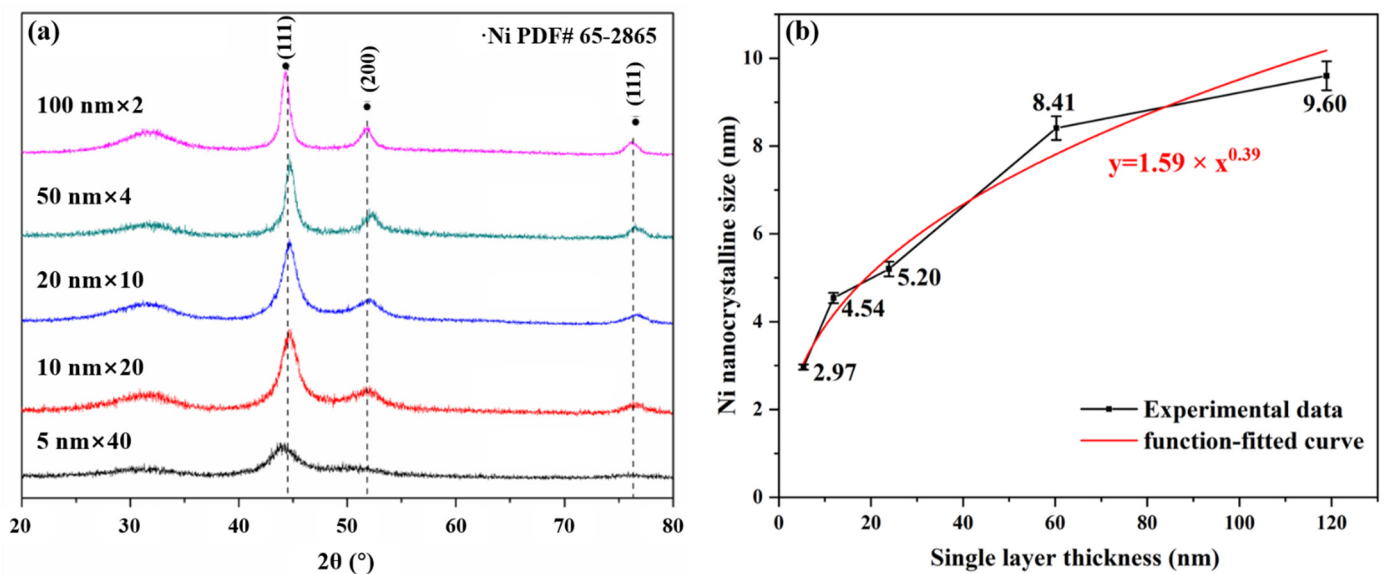 (a)
·Ni PDF# 65-2865
(111)
(200)
(111)
100 nm×2
50 nm×4
20 nm×10
10 nm×20
5 nm×40
20 30 40 50 60 70 80
2θ (°)
(b)
Ni nanocrystalline size (nm)
10
8
6
4
2
0
2.97
4.54
5.20
8.41
9.60
y=1.59 × x^0.39
Experimental data
function-fitted curve
0 20 40 60 80 100 120
Single layer thickness (nm)